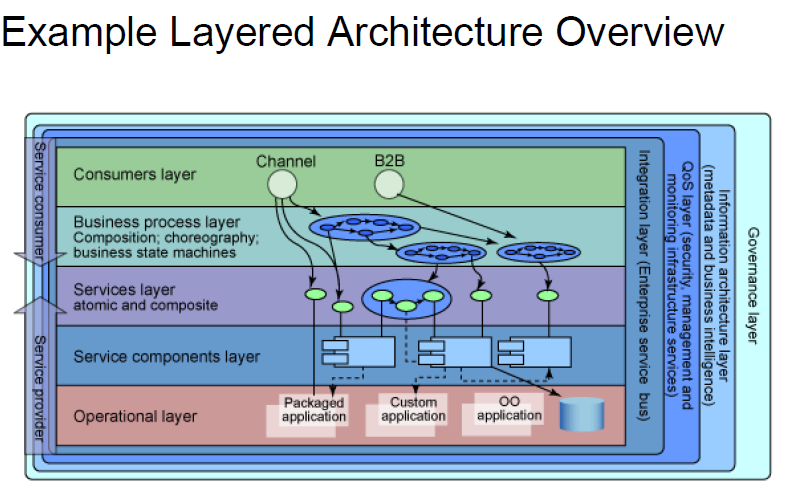 Example Layered Architecture Overview
Service consumer
Service provider
Channel
B2B
Consumers layer
Business process layer
Composition; choreography;
business state machines
Services layer
atomic and composite
Service components layer
Operational layer
Packaged
application
Custom
application
OO
application
Integration layer (Enterprise service bus)
QoS layer (security, management and
monitoring infrastructure services)
Information architecture layer
(metadata and business intelligence)
Governance layer